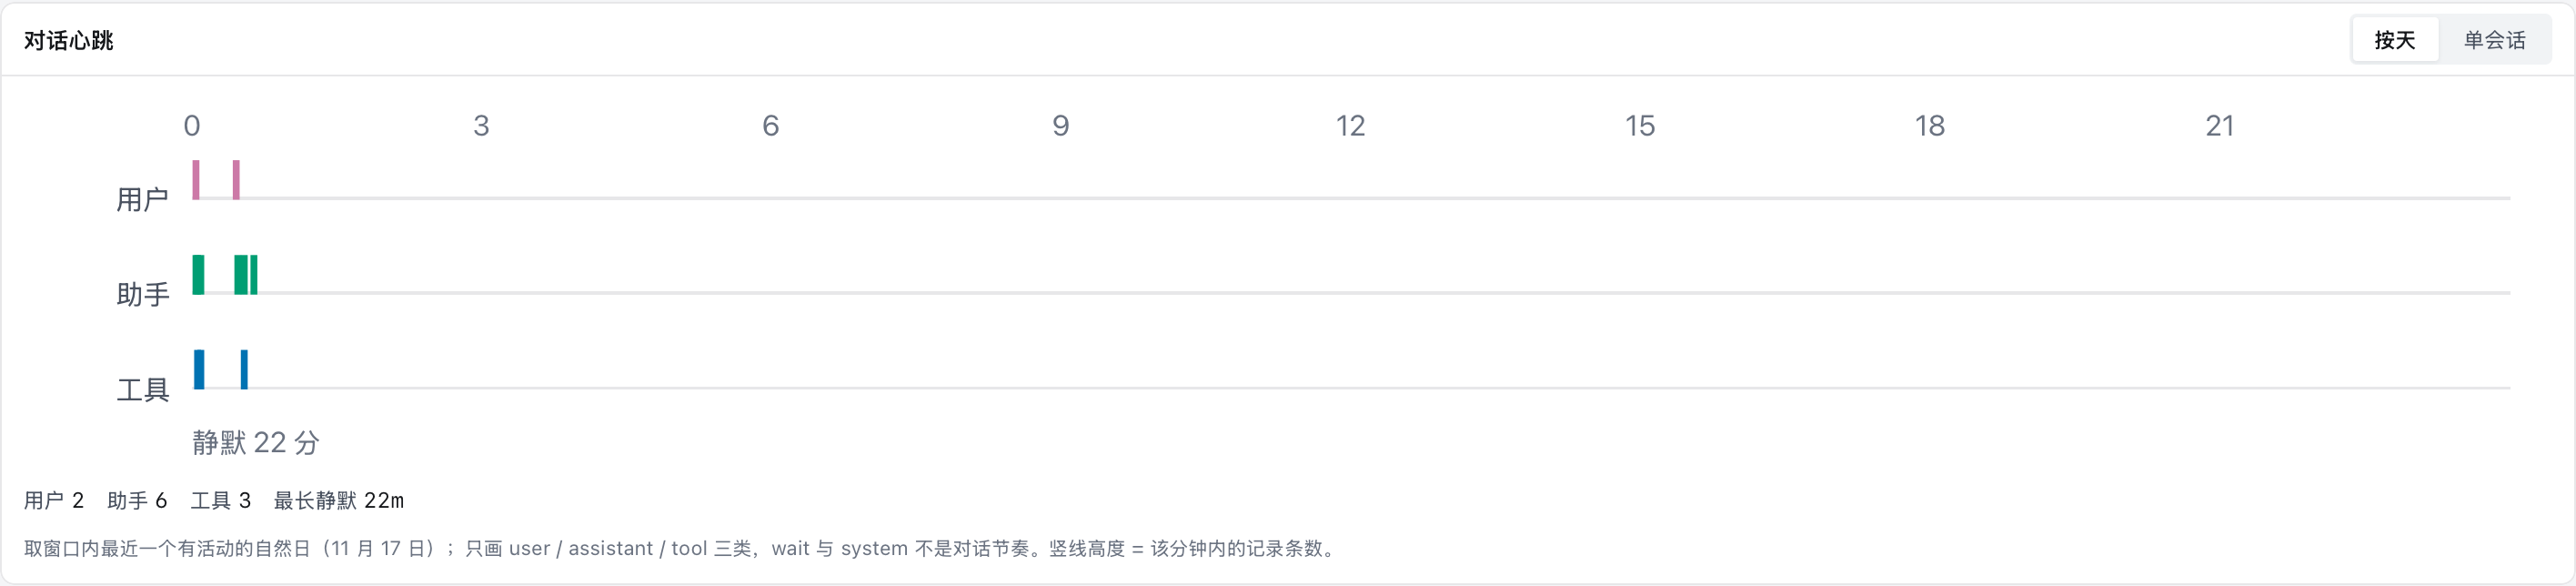 对话心跳 按天 单会话
0 3 6 9 12 15 18 21
用户
助手
工具
静默 22 分
用户 2 助手 6 工具 3 最长静默 22m
取窗口内最近一个有活动的自然日（11 月 17 日）；只画 user / assistant / tool 三类，wait 与 system 不是对话节奏。竖线高度 = 该分钟内的记录条数。